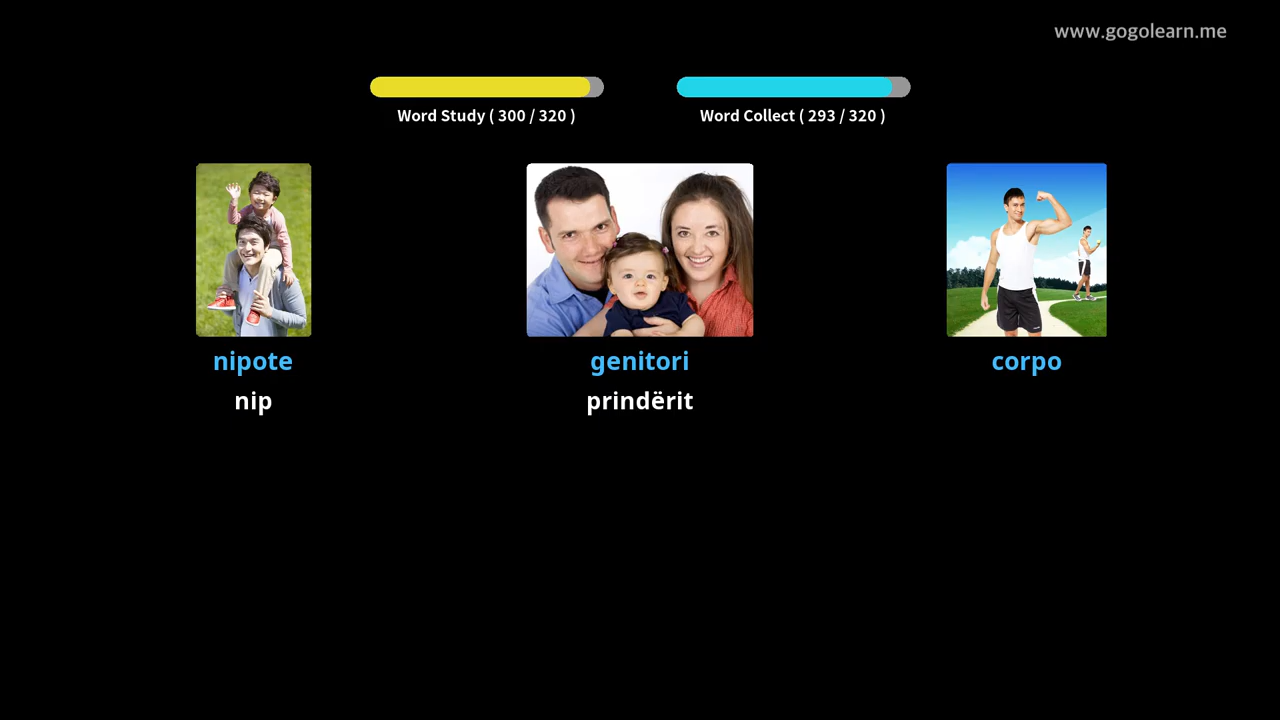 www.gogolearn.me
Word Study ( 300 / 320 )
Word Collect ( 293 / 320 )
nipote
genitori
corpo
nip
prindërit